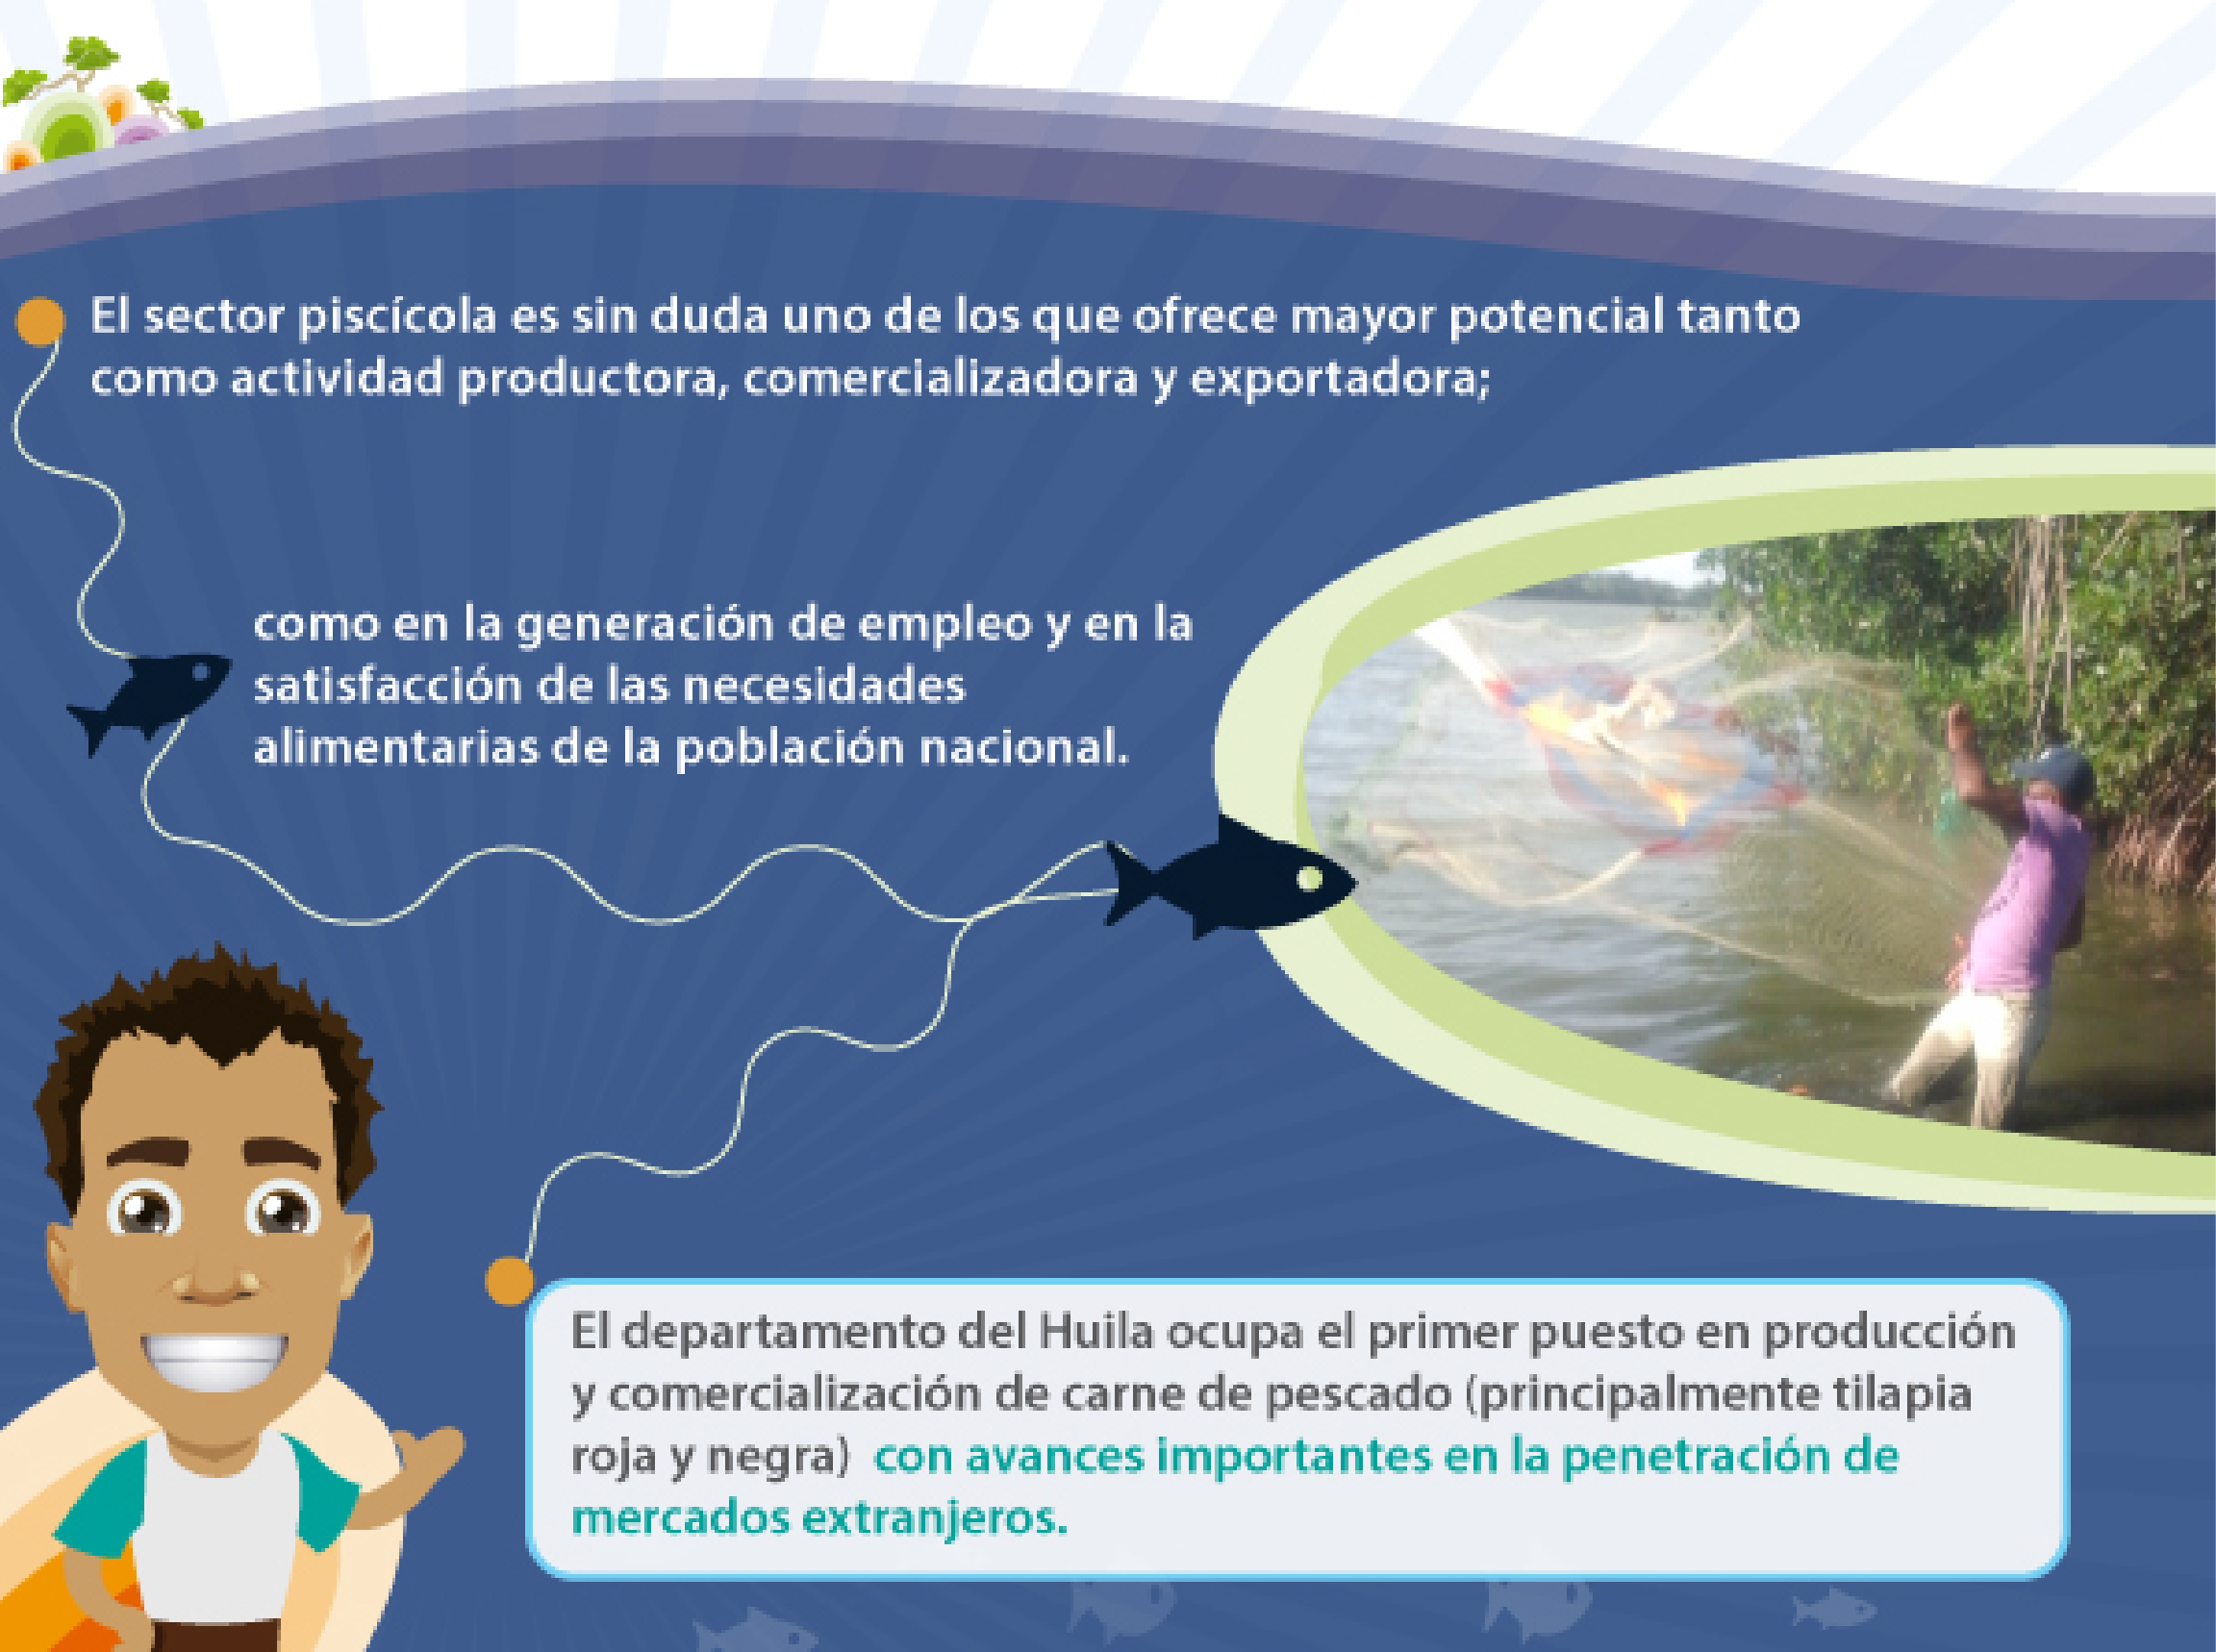 El sector piscícola es sin duda uno de los que ofrece mayor potencial tanto
como actividad productora, comercializadora y exportadora;
como en la generación de empleo y en la
satisfacción de las necesidades
alimentarias de la población nacional.
El departamento del Huila ocupa el primer puesto en producción
y comercialización de carne de pescado (principalmente tilapia
roja y negra) con avances importantes en la penetración de
mercados extranjeros.